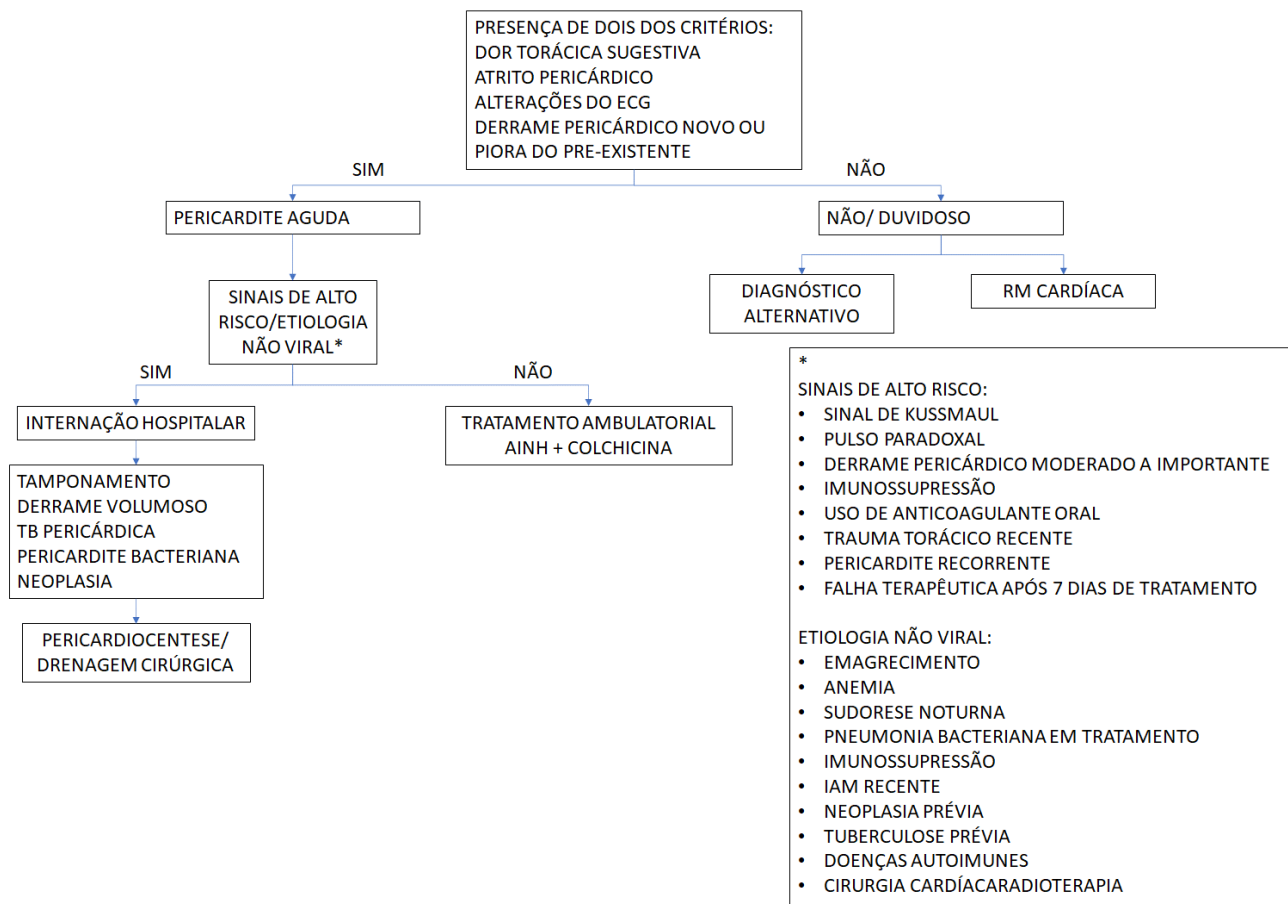 PRESENÇA DE DOIS DOS CRITÉRIOS:
DOR TORÁCICA SUGESTIVA
ATRITO PERICÁRDICO
ALTERAÇÕES DO ECG
DERRAME PERICÁRDICO NOVO OU
PIORA DO PRE-EXISTENTE
SIM
NÃO
PERICARDITE AGUDA
NÃO/ DUVIDOSO
SINAIS DE ALTO
RISCO/ETIOLOGIA
NÃO VIRAL*
DIAGNÓSTICO
ALTERNATIVO
RM CARDÍACA
SIM
NÃO
INTERNAÇÃO HOSPITALAR
TRATAMENTO AMBULATORIAL
AINH + COLCHICINA
TAMPONAMENTO
DERRAME VOLUMOSO
TB PERICÁRDICA
PERICARDITE BACTERIANA
NEOPLASIA
PERICARDIOCENTESE/
DRENAGEM CIRÚRGICA
*
SINAIS DE ALTO RISCO:
• SINAL DE KUSSMAUL
• PULSO PARADOXAL
• DERRAME PERICÁRDICO MODERADO A IMPORTANTE
• IMUNOSSUPRESSÃO
• USO DE ANTICOAGULANTE ORAL
• TRAUMA TORÁCICO RECENTE
• PERICARDITE RECORRENTE
• FALHA TERAPÊUTICA APÓS 7 DIAS DE TRATAMENTO
ETIOLOGIA NÃO VIRAL:
• EMAGRECIMENTO
• ANEMIA
• SUDORESE NOTURNA
• PNEUMONIA BACTERIANA EM TRATAMENTO
• IMUNOSSUPRESSÃO
• IAM RECENTE
• NEOPLASIA PRÉVIA
• TUBERCULOSE PRÉVIA
• DOENÇAS AUTOIMUNES
• CIRURGIA CARDÍACARADIOTERAPIA